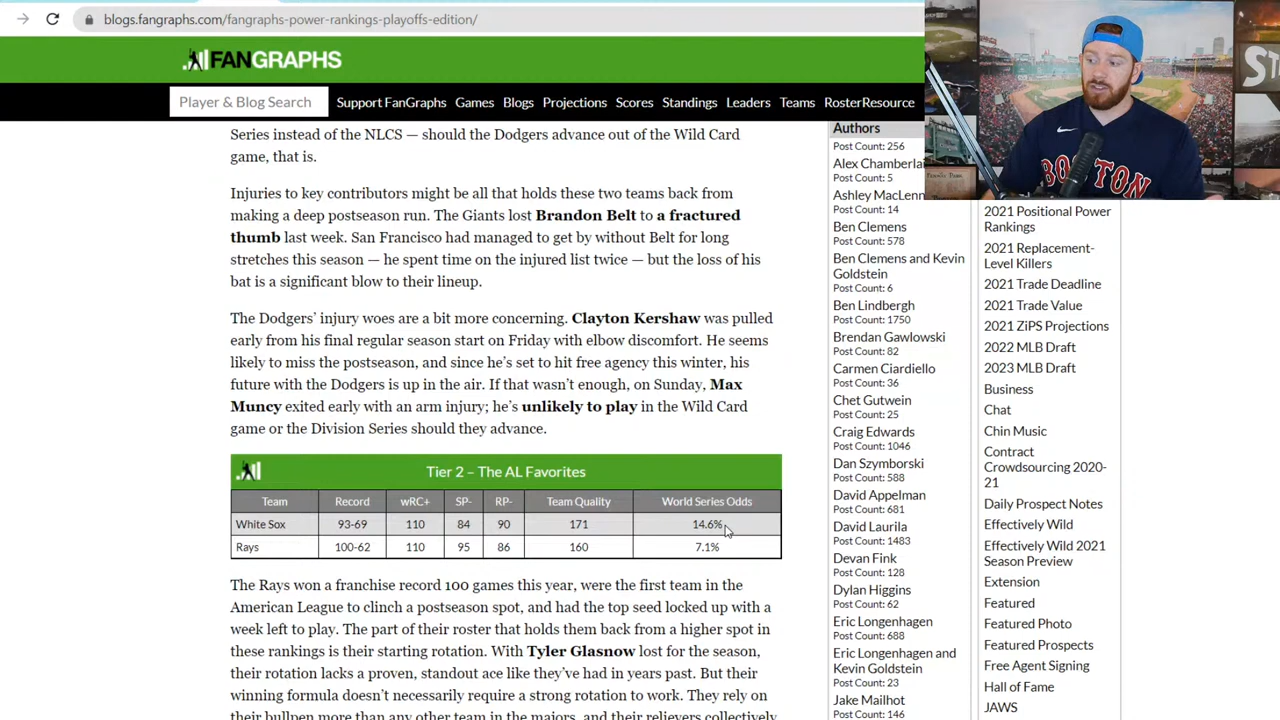 blogs.fangraphs.com/fangraphs-power-rankings-playoffs-edition/
FANGRAPHS
Player & Blog Search
Support FanGraphs Games Blogs Projections Scores Standings Leaders Teams RosterResource
Series instead of the NLCS — should the Dodgers advance out of the Wild Card
game, that is.
Injuries to key contributors might be all that holds these two teams back from
making a deep postseason run. The Giants lost Brandon Belt to a fractured
thumb last week. San Francisco had managed to get by without Belt for long
stretches this season — he spent time on the injured list twice — but the loss of his
bat is a significant blow to their lineup.
The Dodgers' injury woes are a bit more concerning. Clayton Kershaw was pulled
early from his final regular season start on Friday with elbow discomfort. He seems
likely to miss the postseason, and since he's set to hit free agency this winter, his
future with the Dodgers is up in the air. If that wasn't enough, on Sunday, Max
Muncy exited early with an arm injury; he's unlikely to play in the Wild Card
game or the Division Series should they advance.
Tier 2 – The AL Favorites
Team Record wRC+ SP- RP- Team Quality World Series Odds
White Sox 93-69 110 84 90 171 14.6%
Rays 100-62 110 95 86 160 7.1%
The Rays won a franchise record 100 games this year, were the first team in the
American League to clinch a postseason spot, and had the top seed locked up with a
week left to play. The part of their roster that holds them back from a higher spot in
these rankings is their starting rotation. With Tyler Glasnow lost for the season,
their rotation lacks a proven, standout ace like they've had in years past. But their
winning formula doesn't necessarily require a strong rotation to work. They rely on
their bullpen more than any other team in the majors, and their relievers collectively
Authors
Post Count: 256
Alex Chamberla
Post Count: 5
Ashley MacLenn
Post Count: 14
Ben Clemens
Post Count: 578
Ben Clemens and Kevin
Goldstein
Post Count: 6
Ben Lindbergh
Post Count: 1750
Brendan Gawlowski
Post Count: 82
Carmen Ciardiello
Post Count: 36
Chet Gutwein
Post Count: 25
Craig Edwards
Post Count: 1046
Dan Szymborski
Post Count: 588
David Appelman
Post Count: 681
David Laurila
Post Count: 1483
Devan Fink
Post Count: 128
Dylan Higgins
Post Count: 62
Eric Longenhagen
Post Count: 688
Eric Longenhagen and
Kevin Goldstein
Post Count: 23
Jake Mailhot
Post Count: 146
2021 Positional Power
Rankings
2021 Replacement-
Level Killers
2021 Trade Deadline
2021 Trade Value
2021 ZiPS Projections
2022 MLB Draft
2023 MLB Draft
Business
Chat
Chin Music
Contract
Crowdsourcing 2020-
21
Daily Prospect Notes
Effectively Wild
Effectively Wild 2021
Season Preview
Extension
Featured
Featured Photo
Featured Prospects
Free Agent Signing
Hall of Fame
JAWS
BOSTON